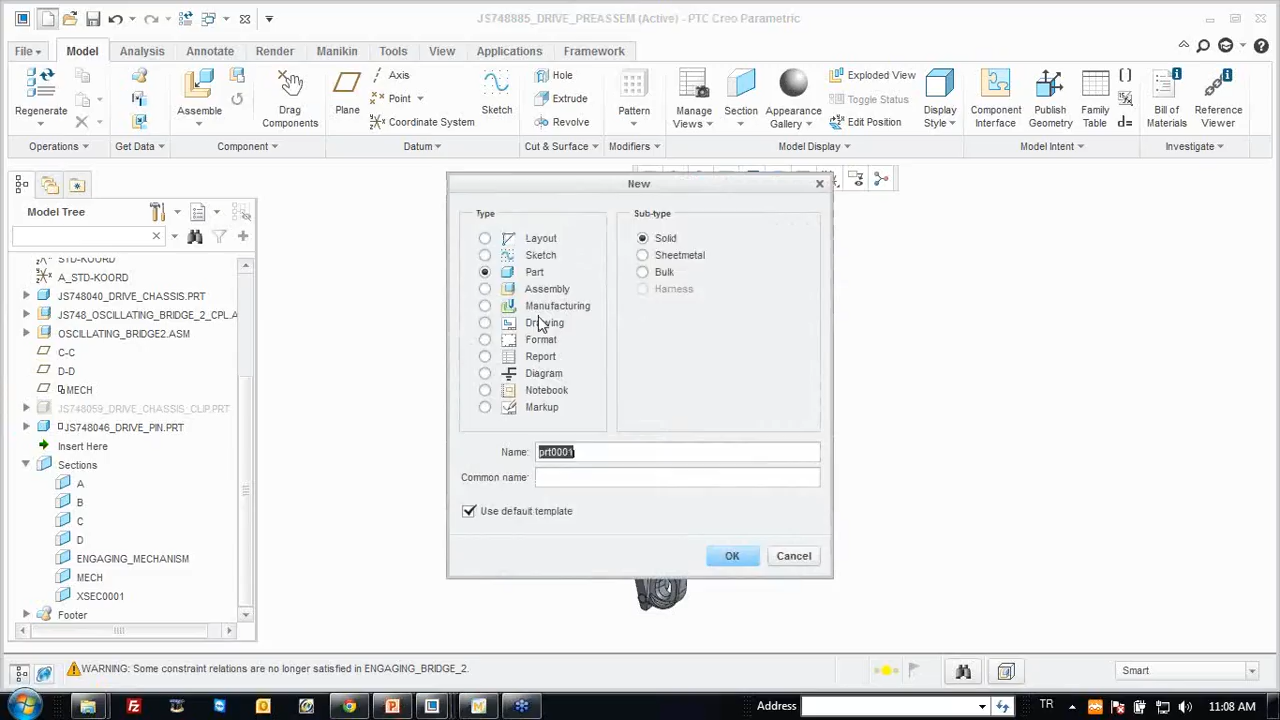 JS748885_DRIVE_PREASSEM (Active) - PTC Creo Parametric
File Model Analysis Annotate Render Manikin Tools View Applications Framework
Regenerate
Operations
Get Data
Assemble
Drag Components
Component
Plane
Axis
Point
Coordinate System
Sketch
Datum
Hole
Extrude
Revolve
Cut & Surface
Pattern
Modifiers
Manage Views
Section
Appearance Gallery
Exploded View
Toggle Status
Edit Position
Display Style
Model Display
Component Interface
Publish Geometry
Family Table
d=
Model Intent
Bill of Materials
Reference Viewer
Investigate
Model Tree
STD-KOORD
A_STD-KOORD
JS748040_DRIVE_CHASSIS.PRT
JS748_OSCILLATING_BRIDGE_2_CPL.A
OSCILLATING_BRIDGE2.ASM
C-C
D-D
MECH
JS748059_DRIVE_CHASSIS_CLIP.PRT
JS748046_DRIVE_PIN.PRT
Insert Here
Sections
A
B
C
D
ENGAGING_MECHANISM
MECH
XSEC0001
Footer
New
Type
Layout
Sketch
Part
Assembly
Manufacturing
Drawing
Format
Report
Diagram
Notebook
Markup
Sub-type
Solid
Sheetmetal
Bulk
Harness
Name: prt0001
Common name:
Use default template
OK Cancel
WARNING: Some constraint relations are no longer satisfied in ENGAGING_BRIDGE_2.
Smart
Address
TR
11:08 AM